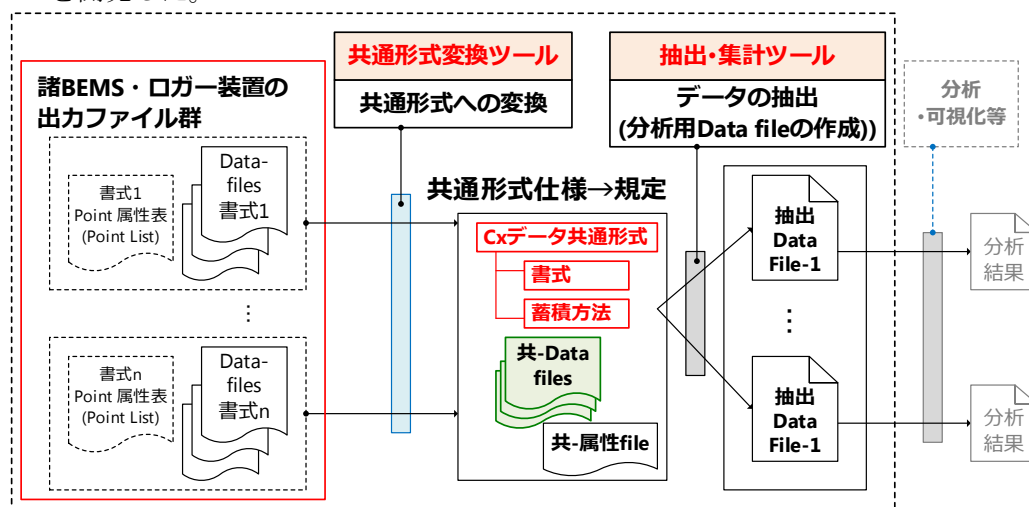 共通形式変換ツール
共通形式への変換
抽出・集計ツール
データの抽出
(分析用Data fileの作成))
諸BEMS・ロガー装置の
出力ファイル群
分析
・可視化等
書式1
Point 属性表
(Point List)
Data-
files
書式1
共通形式仕様→規定
Cxデータ共通形式
書式
蓄積方法
共-Data
files
共-属性file
抽出
Data
File-1
分析
結果
⋮
⋮
書式n
Point 属性表
(Point List)
Data-
files
書式n
抽出
Data
File-1
分析
結果